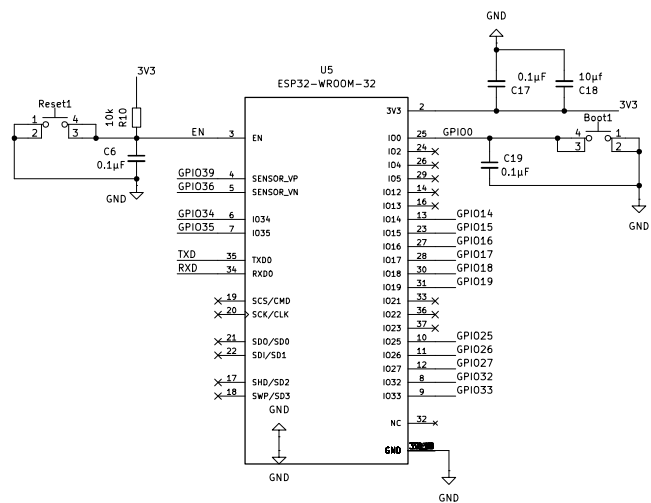 GND
U5
ESP32-WROOM-32
3V3
0.1µF
C17
10µf
C18
Reset1
10k
R10
3V3 2
3V3
Boot1
1 4
2 3
EN 3 EN
IO0 25 GPIO0
4 1
3 2
C6
0.1µF
C19
0.1µF
GND
GND
IO2 24
IO4 26
IO5 29
IO12 14
IO13 16
GPIO39 4 SENSOR_VP
GPIO36 5 SENSOR_VN
GPIO34 6 IO34
GPIO35 7 IO35
TXD 35 TXD0
RXD 34 RXD0
19 SCS/CMD
20 SCK/CLK
21 SDO/SD0
22 SDI/SD1
17 SHD/SD2
18 SWP/SD3
IO14 13 GPIO14
IO15 23 GPIO15
IO16 27 GPIO16
IO17 28 GPIO17
IO18 30 GPIO18
IO19 31 GPIO19
IO21 33
IO22 36
IO23 37
IO25 10 GPIO25
IO26 11 GPIO26
IO27 12 GPIO27
IO32 8 GPIO32
IO33 9 GPIO33
GND
NC 32
GND
GND
GND